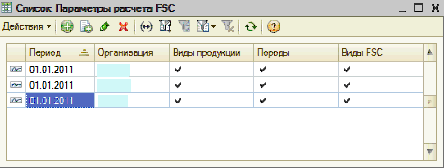 Список: Параметры расчета FSC
Действия
Период Организация Виды продукции Породы Виды FSC
01.01.2011
01.01.2011
01.01.2011